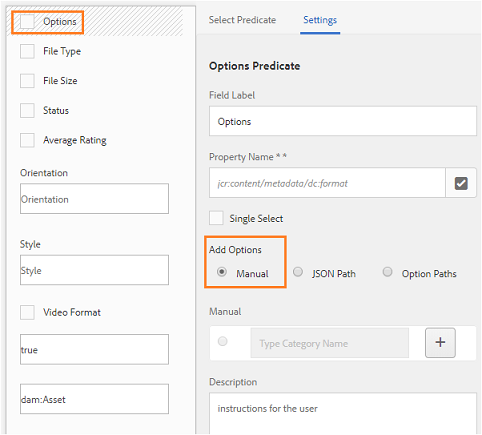 Options
File Type
File Size
Status
Average Rating
Orientation
Orientation
Style
Style
Video Format
true
dam:Asset
Select Predicate
Settings
Options Predicate
Field Label
Options
Property Name * *
jcr:content/metadata/dc:format
Single Select
Add Options
Manual
JSON Path
Option Paths
Manual
Type Category Name
+
Description
instructions for the user